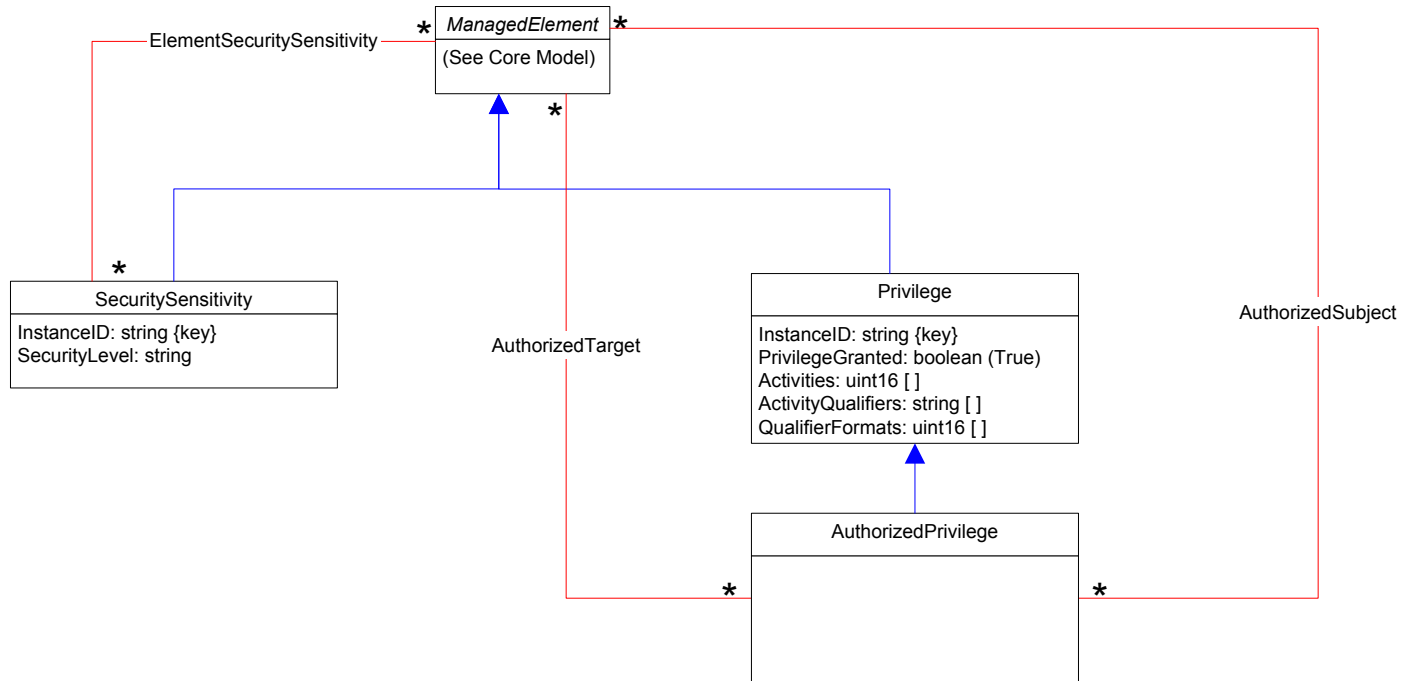 *
ManagedElement
*
ElementSecuritySensitivity
(See Core Model)
*
*
SecuritySensitivity
InstanceID: string {key}
SecurityLevel: string
Privilege
InstanceID: string {key}
PrivilegeGranted: boolean (True)
Activities: uint16 [ ]
ActivityQualifiers: string [ ]
QualifierFormats: uint16 [ ]
AuthorizedSubject
AuthorizedTarget
AuthorizedPrivilege
*
*